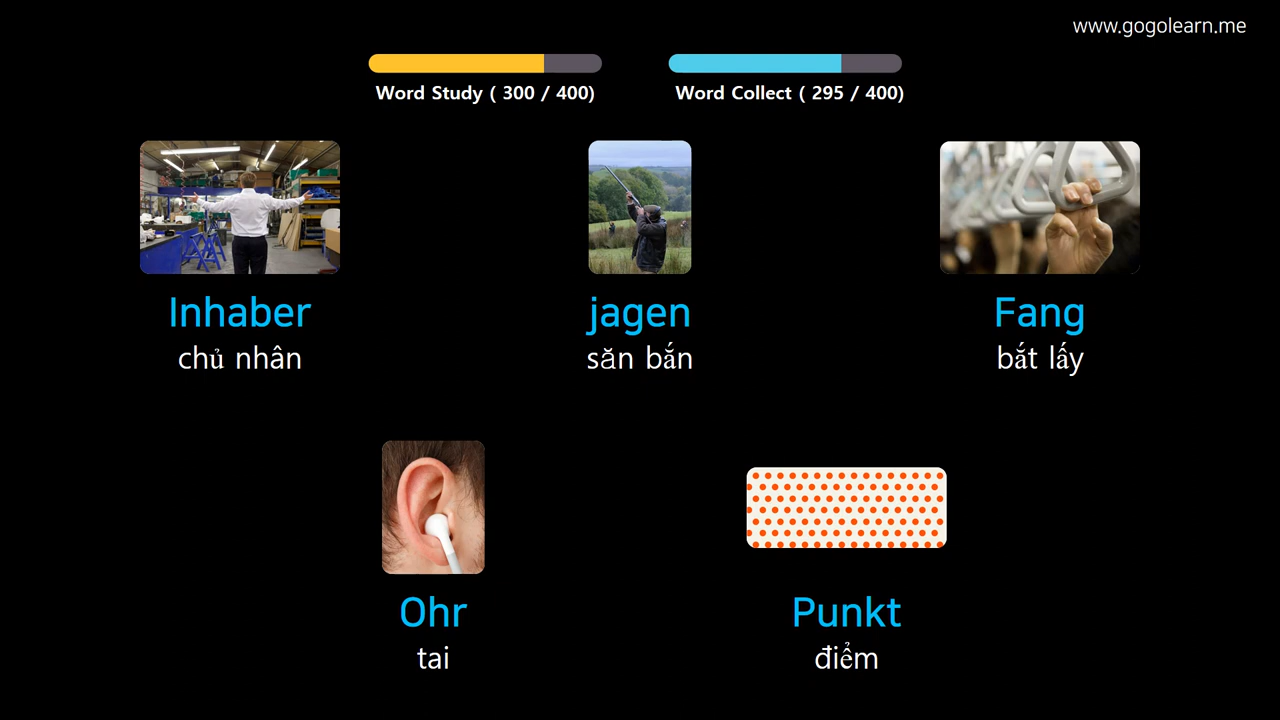 www.gogolearn.me
Word Study ( 300 / 400)
Word Collect ( 295 / 400)
Inhaber
chủ nhân
jagen
săn bắn
Fang
bắt lấy
Ohr
tai
Punkt
điểm